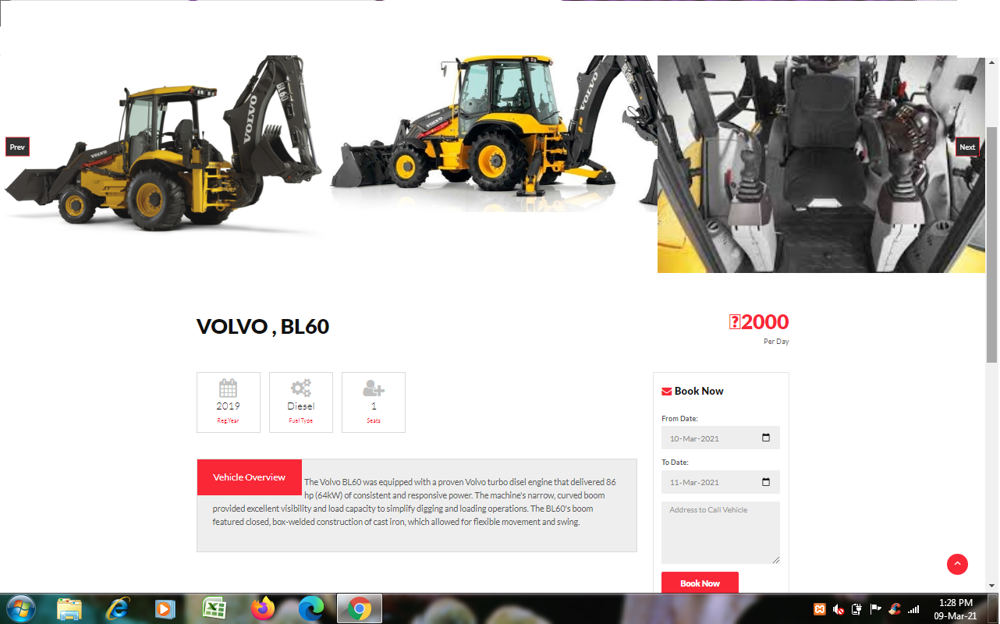 VOLVO
BL60
VOLVO
VOLVO
VOLVO
Prev
Next
VOLVO , BL60
2000
Per Day
2019
Reg.Year
Diesel
Fuel Type
1
Seats
Book Now
From Date:
10-Mar-2021
To Date:
11-Mar-2021
Address to Call Vehicle
Book Now
Vehicle Overview
The Volvo BL60 was equipped with a proven Volvo turbo disel engine that delivered 86
hp (64kW) of consistent and responsive power. The machine's narrow, curved boom
provided excellent visibility and load capacity to simplify digging and loading operations. The BL60's boom
featured closed, box-welded construction of cast iron, which allowed for flexible movement and swing.
1:28 PM
09-Mar-21